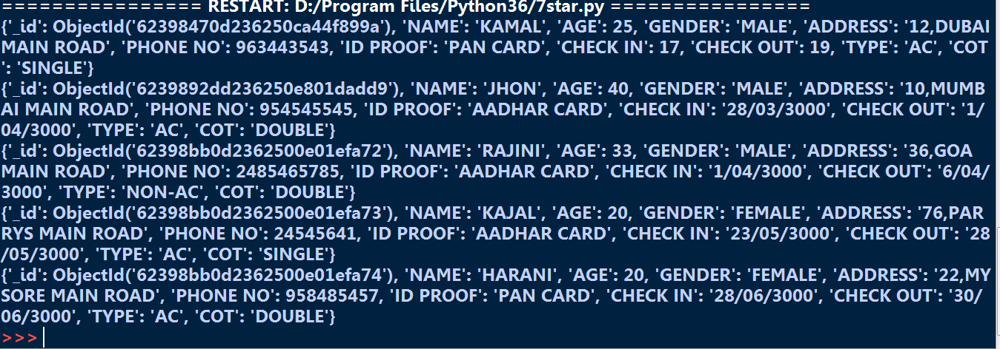 ================ RESTART: D:/Program Files/Python36/7star.py ================
{'_id': ObjectId('62398470d236250ca44f899a'), 'NAME': 'KAMAL', 'AGE': 25, 'GENDER': 'MALE', 'ADDRESS': '12,DUBAI
MAIN ROAD', 'PHONE NO': 963443543, 'ID PROOF': 'PAN CARD', 'CHECK IN': 17, 'CHECK OUT': 19, 'TYPE': 'AC', 'COT
': 'SINGLE'}
{'_id': ObjectId('6239892dd236250e801dadd9'), 'NAME': 'JHON', 'AGE': 40, 'GENDER': 'MALE', 'ADDRESS': '10,MUMB
AI MAIN ROAD', 'PHONE NO': 954545545, 'ID PROOF': 'AADHAR CARD', 'CHECK IN': '28/03/3000', 'CHECK OUT': '1/
04/3000', 'TYPE': 'AC', 'COT': 'DOUBLE'}
{'_id': ObjectId('62398bb0d2362500e01efa72'), 'NAME': 'RAJINI', 'AGE': 33, 'GENDER': 'MALE', 'ADDRESS': '36,GOA
MAIN ROAD', 'PHONE NO': 2485465785, 'ID PROOF': 'AADHAR CARD', 'CHECK IN': '1/04/3000', 'CHECK OUT': '6/04/
3000', 'TYPE': 'NON-AC', 'COT': 'DOUBLE'}
{'_id': ObjectId('62398bb0d2362500e01efa73'), 'NAME': 'KAJAL', 'AGE': 20, 'GENDER': 'FEMALE', 'ADDRESS': '76,PAR
RYS MAIN ROAD', 'PHONE NO': 24545641, 'ID PROOF': 'AADHAR CARD', 'CHECK IN': '23/05/3000', 'CHECK OUT': '28
/05/3000', 'TYPE': 'AC', 'COT': 'SINGLE'}
{'_id': ObjectId('62398bb0d2362500e01efa74'), 'NAME': 'HARANI', 'AGE': 20, 'GENDER': 'FEMALE', 'ADDRESS': '22,MY
SORE MAIN ROAD', 'PHONE NO': 958485457, 'ID PROOF': 'PAN CARD', 'CHECK IN': '28/06/3000', 'CHECK OUT': '30/
06/3000', 'TYPE': 'AC', 'COT': 'DOUBLE'}
>>>